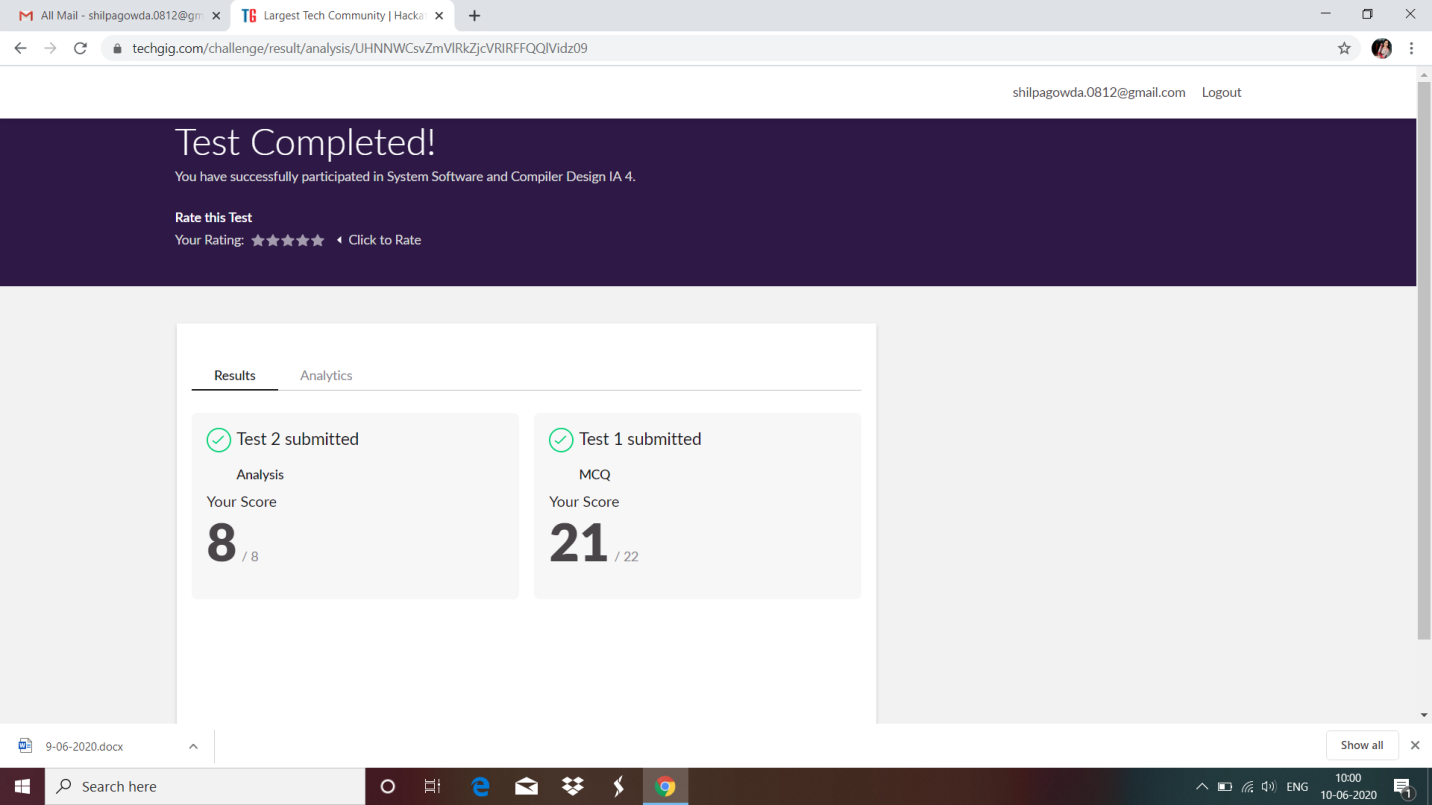 All Mail - shilpagowda.0812@gm
TG Largest Tech Community | Hacka
techgig.com/challenge/result/analysis/UHNNWCsvZmVlRkZjcVRIRFFQQlVidz09
shilpagowda.0812@gmail.com Logout
Test Completed!
You have successfully participated in System Software and Compiler Design IA 4.
Rate this Test
Your Rating: Click to Rate
Results Analytics
Test 2 submitted
Analysis
Your Score
8 / 8
Test 1 submitted
MCQ
Your Score
21 / 22
9-06-2020.docx
Show all
Search here
ENG
10:00
10-06-2020
1